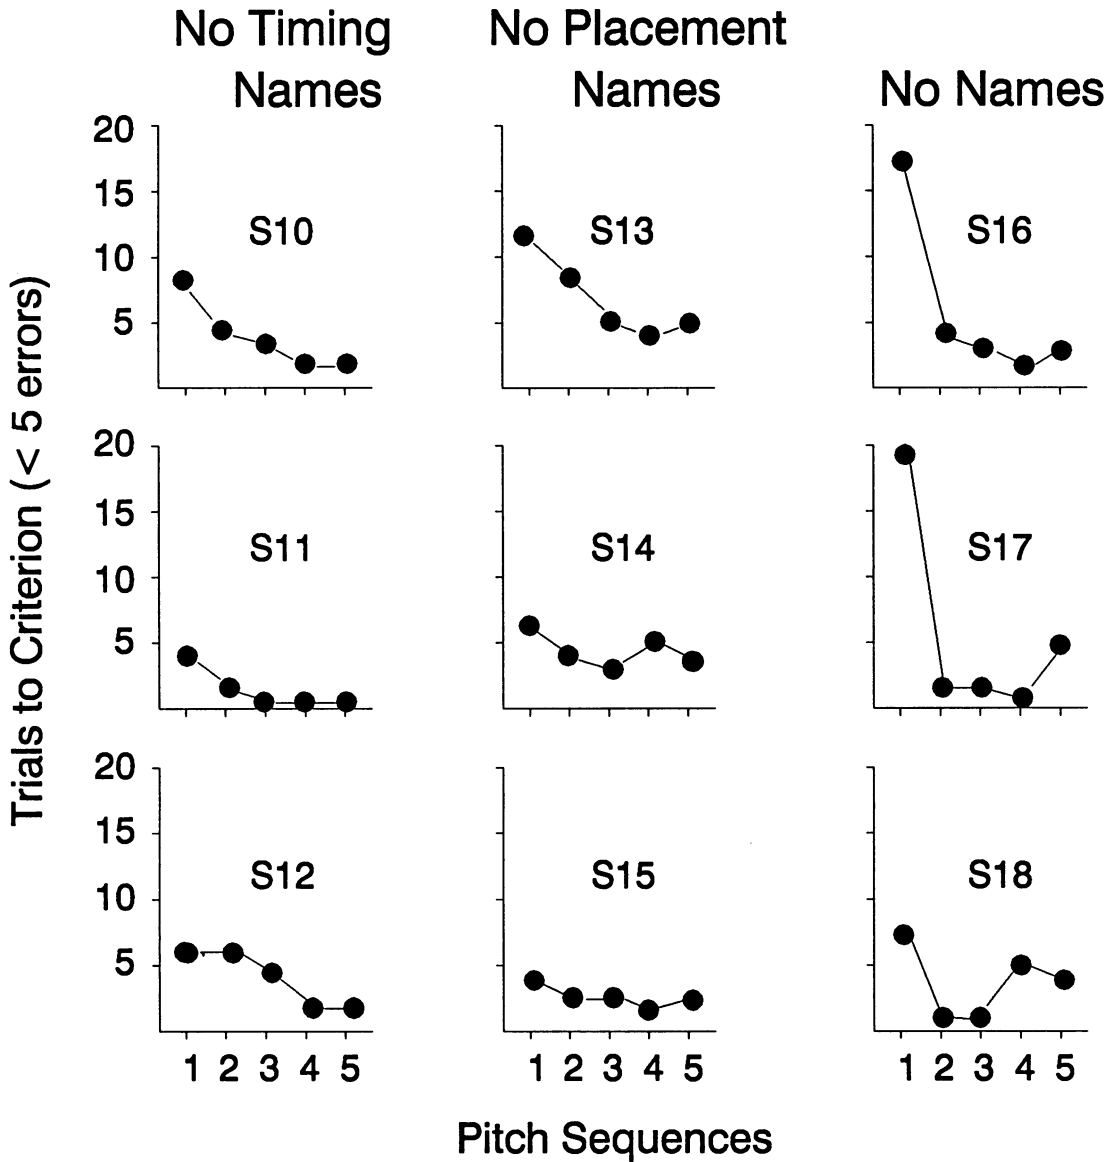 No Timing Names
No Placement Names
No Names
Trials to Criterion (< 5 errors)
20
15
10
5
S10
S13
S16
20
15
10
5
S11
S14
S17
20
15
10
5
S12
S15
S18
1 2 3 4 5
1 2 3 4 5
1 2 3 4 5
Pitch Sequences